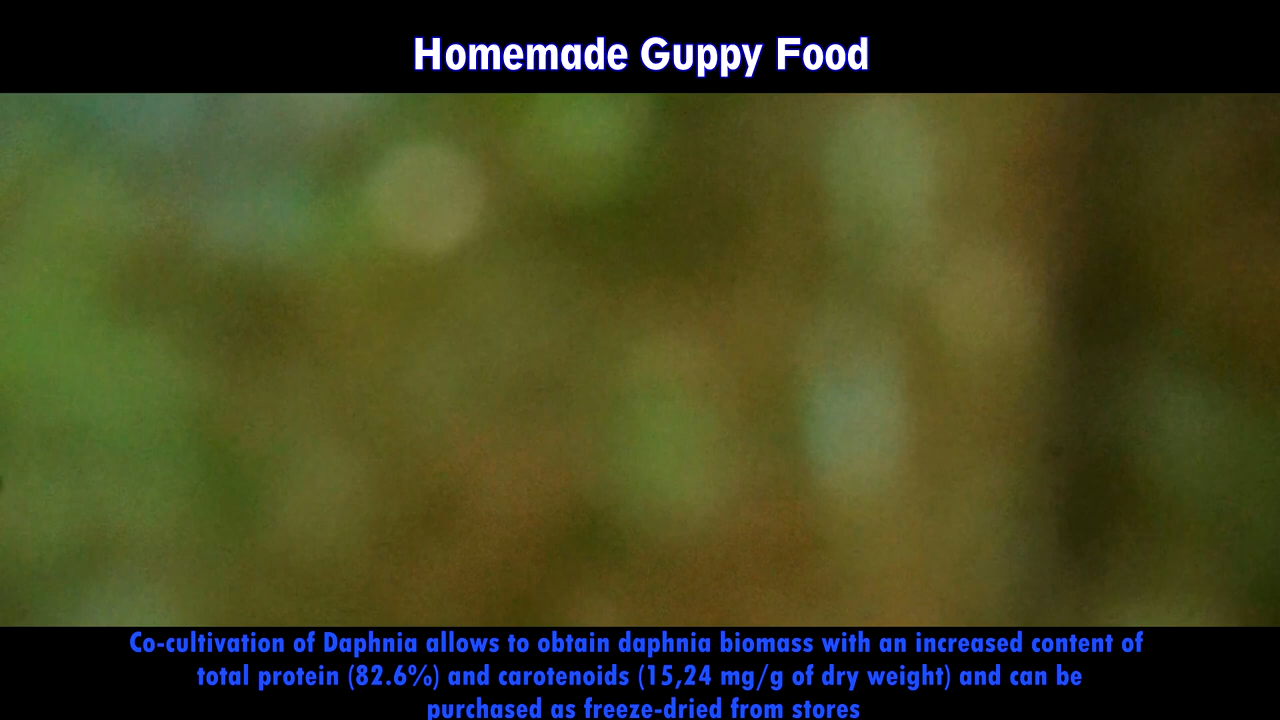 Homemade Guppy Food
Co-cultivation of Daphnia allows to obtain daphnia biomass with an increased content of
total protein (82.6%) and carotenoids (15,24 mg/g of dry weight) and can be
purchased as freeze-dried from stores